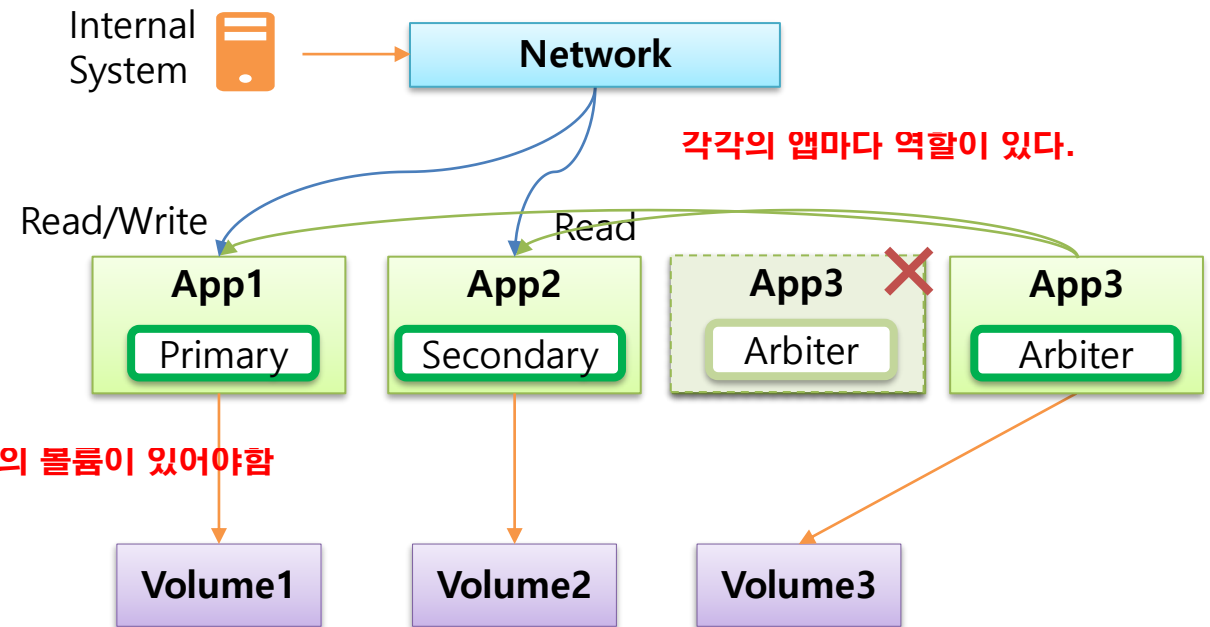 Internal
System
Network
각각의 앱마다 역할이 있다.
Read/Write
Read
App1
App2
App3
App3
Primary
Secondary
Arbiter
Arbiter
의 볼륨이 있어야함
Volume1
Volume2
Volume3